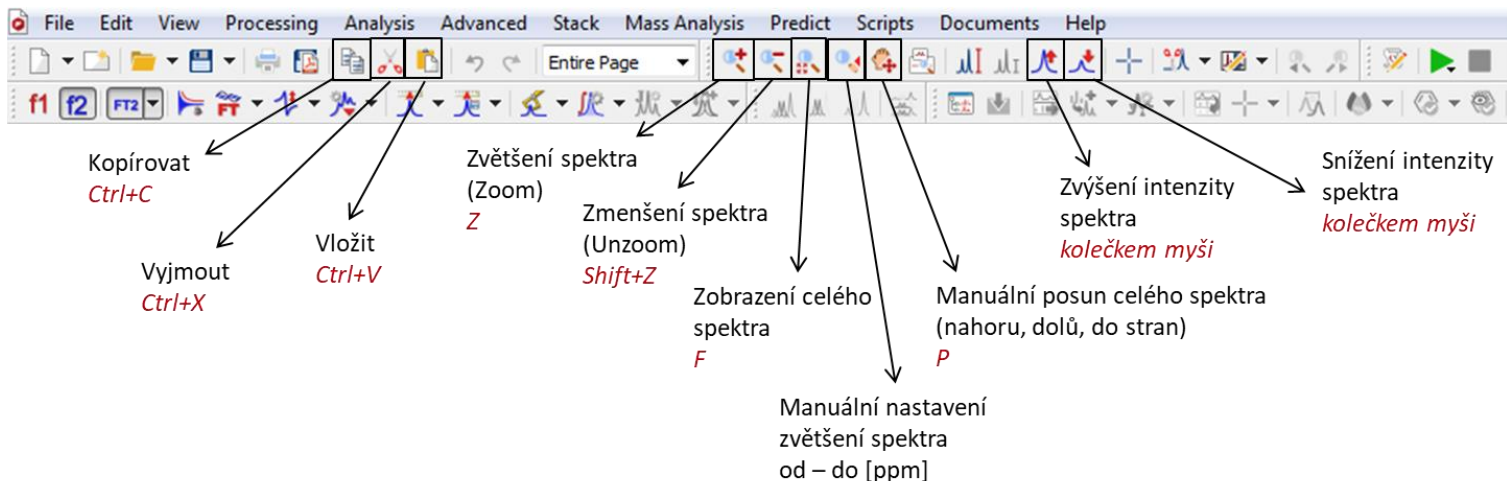 File Edit View Processing Analysis Advanced Stack Mass Analysis Predict Scripts Documents Help
Entire Page
f1 f2 FT2 FT
Kopírovat
Ctrl+C
Vyjmout
Ctrl+X
Vložit
Ctrl+V
Zvětšení spektra
(Zoom)
Z
Zmenšení spektra
(Unzoom)
Shift+Z
Zobrazení celého
spektra
F
Manuální nastavení
zvětšení spektra
od – do [ppm]
Manuální posun celého spektra
(nahoru, dolů, do stran)
P
Zvýšení intenzity
spektra
kolečkem myši
Snížení intenzity
spektra
kolečkem myši